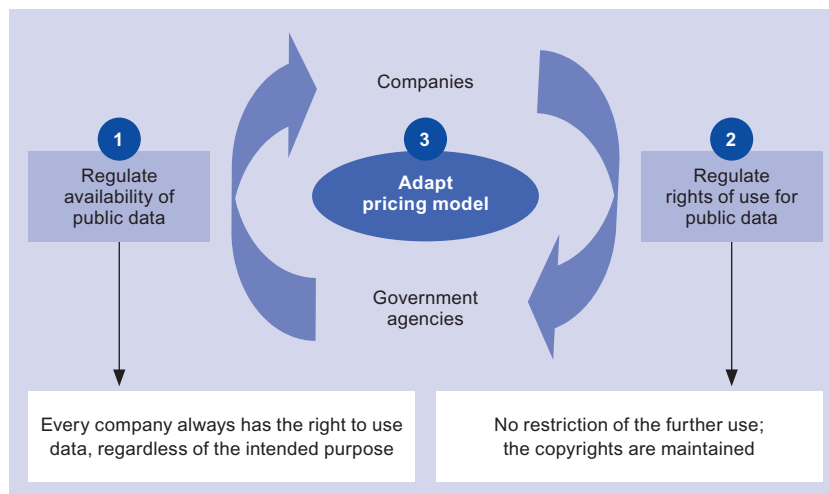 Companies
1
Regulate
availability of
public data
3
Adapt
pricing model
2
Regulate
rights of use for
public data
Government
agencies
Every company always has the right to use
data, regardless of the intended purpose
No restriction of the further use;
the copyrights are maintained